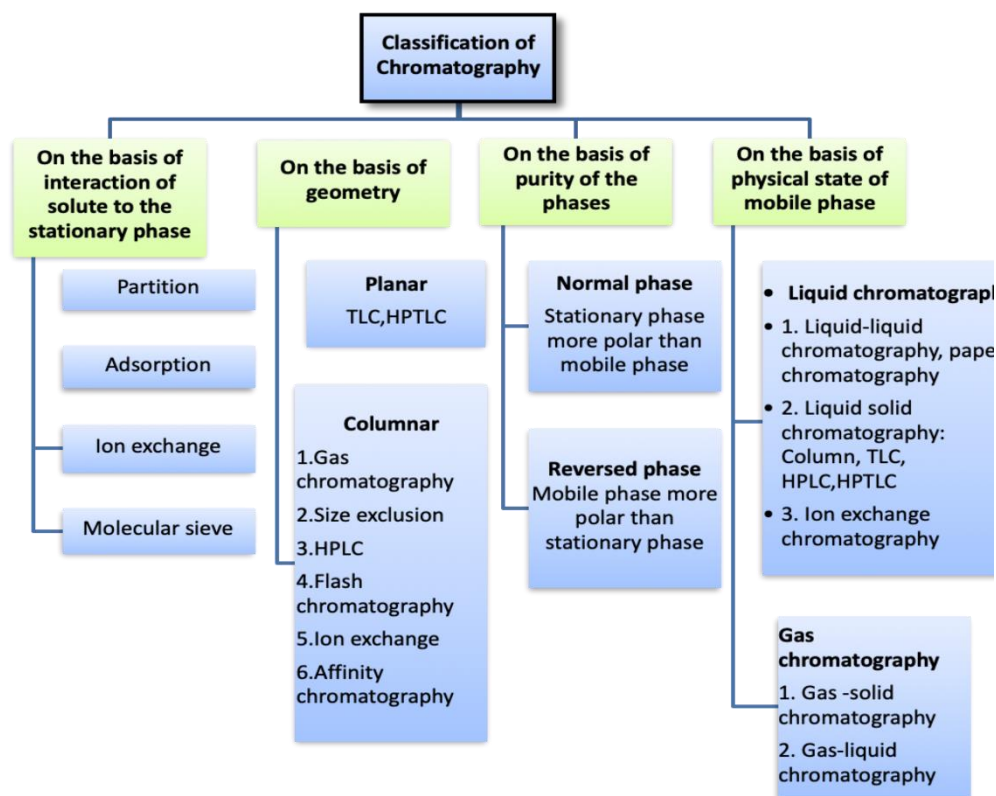 Classification of
Chromatography
On the basis of
interaction of
solute to the
stationary phase
Partition
Adsorption
Ion exchange
Molecular sieve
On the basis of
geometry
Planar
TLC,HPTLC
Columnar
1.Gas
chromatography
2.Size exclusion
3.HPLC
4.Flash
chromatography
5.Ion exchange
6.Affinity
chromatography
On the basis of
purity of the
phases
Normal phase
Stationary phase
more polar than
mobile phase
Reversed phase
Mobile phase more
polar than
stationary phase
On the basis of
physical state of
mobile phase
• Liquid chromatograph
• 1. Liquid-liquid
chromatography, pape
chromatography
• 2. Liquid solid
chromatography:
Column, TLC,
HPLC,HPTLC
• 3. Ion exchange
chromatography
Gas
chromatography
1. Gas -solid
chromatography
2. Gas-liquid
chromatography